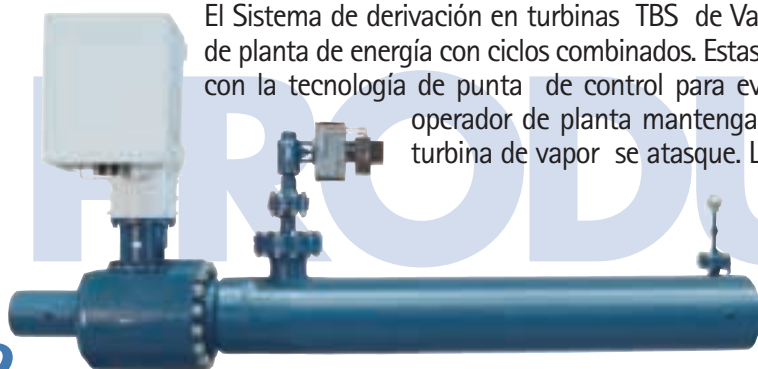 El Sistema de derivación en turbinas TBS de Va
de planta de energía con ciclos combinados. Estas
con la tecnología de punta de control para ev
operador de planta mantenga
turbina de vapor se atasque. L
PRODU